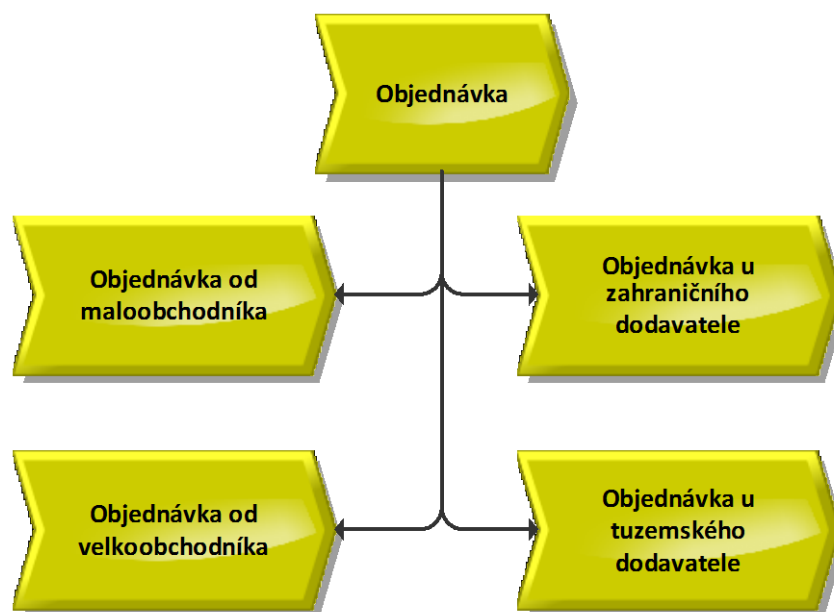 Objednávka
Objednávka od
maloobchodníka
Objednávka u
zahraničního
dodavatele
Objednávka od
velkoobchodníka
Objednávka u
tuzemského
dodavatele